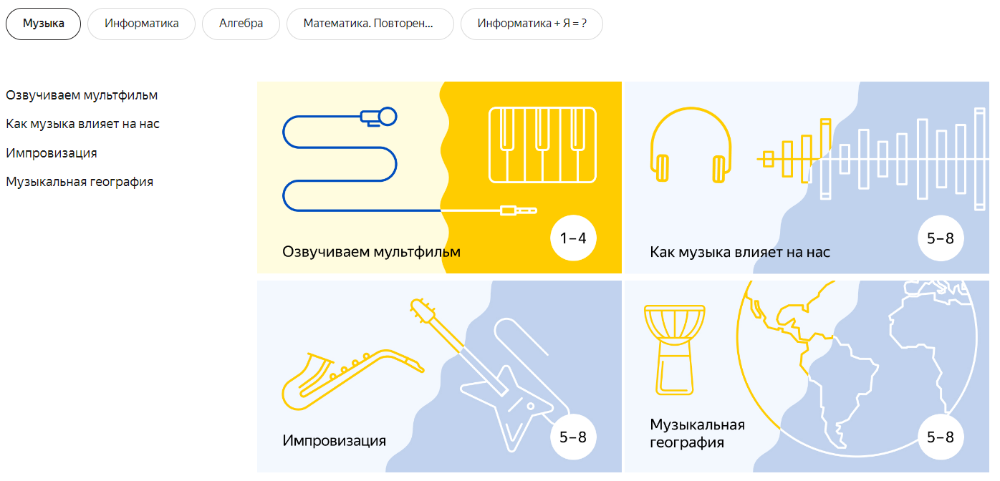 Музыка
Информатика
Алгебра
Математика. Повторен...
Информатика + Я = ?
Озвучиваем мультфильм
Как музыка влияет на нас
Импровизация
Музыкальная география
1–4
Озвучиваем мультфильм
5–8
Как музыка влияет на нас
5–8
Импровизация
Музыкальная
география
5–8